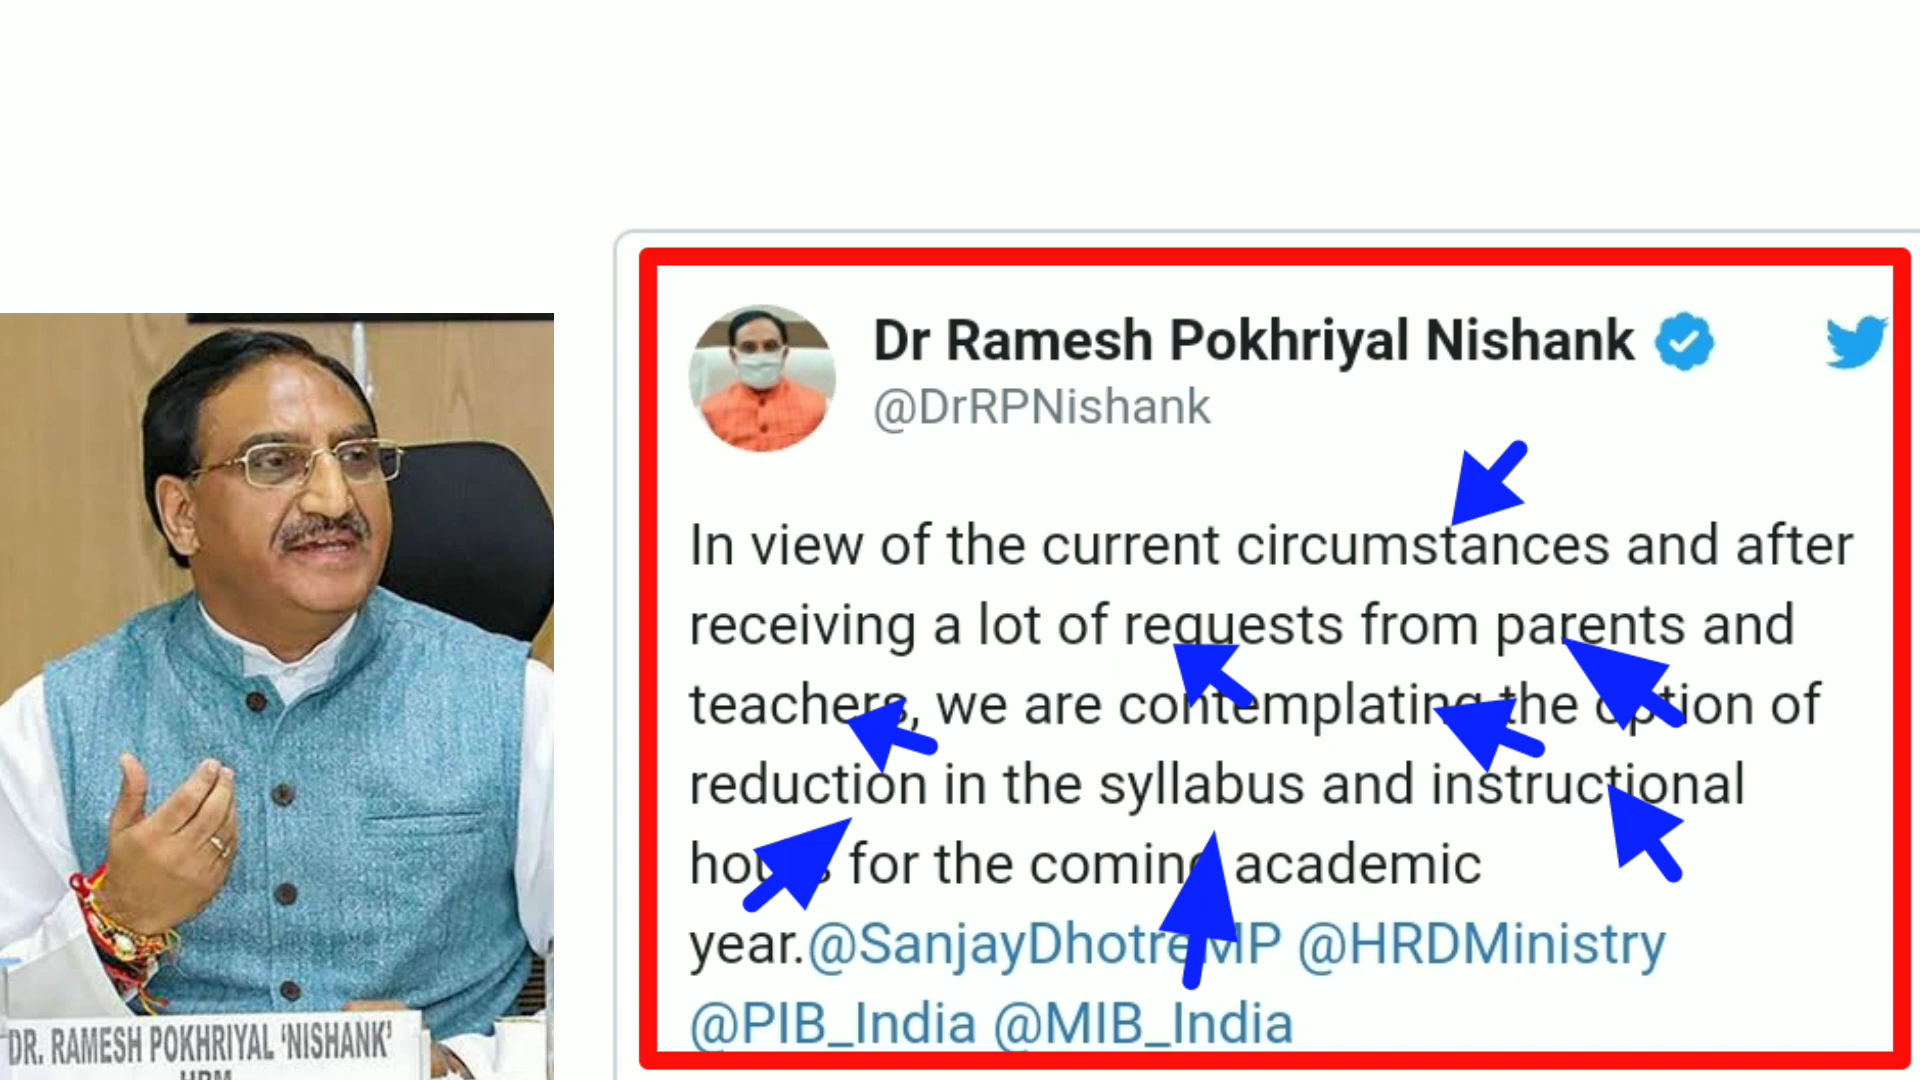 Dr Ramesh Pokhriyal Nishank
@DrRPNishank
In view of the current circumstances and after
receiving a lot of requests from parents and
teachers, we are contemplating the option of
reduction in the syllabus and instructional
hours for the coming academic
year.@SanjayDhotreMP @HRDMinistry
@PIB_India @MIB_India
DR. RAMESH POKHRIYAL 'NISHANK'
HRM